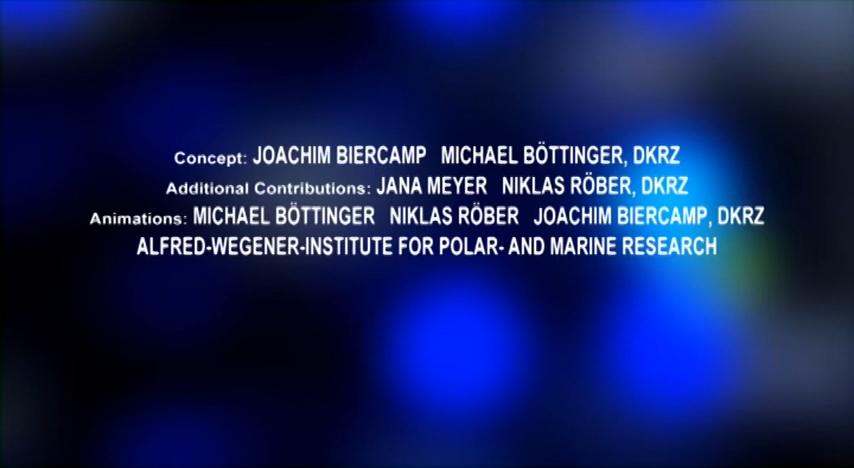 Concept: JOACHIM BIERCAMP MICHAEL BÖTTINGER, DKRZ
Additional Contributions: JANA MEYER NIKLAS RÖBER, DKRZ
Animations: MICHAEL BÖTTINGER NIKLAS RÖBER JOACHIM BIERCAMP, DKRZ
ALFRED-WEGENER-INSTITUTE FOR POLAR- AND MARINE RESEARCH